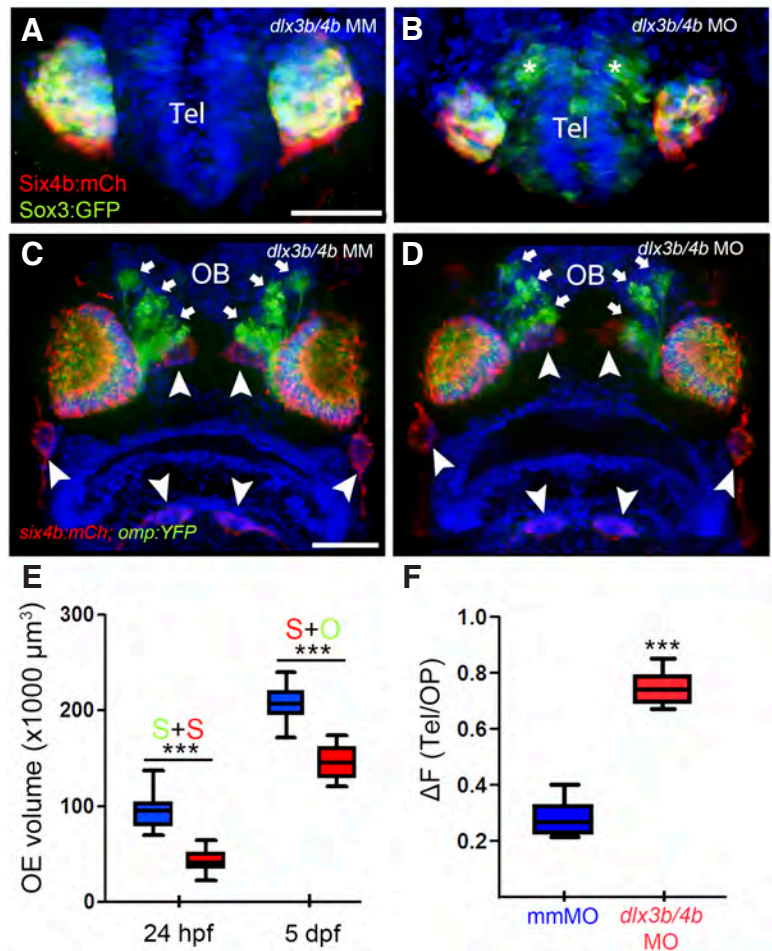 A dlx3b/4b MM
Tel
Six4b:mCh
Sox3:GFP
B dlx3b/4b MO
* *
Tel
C dlx3b/4b MM
OB
six4b:mCh; omp:YFP
D dlx3b/4b MO
OB
E
OE volume (x1000 µm³)
300
200
100
0
S+S
***
S+O
***
24 hpf
5 dpf
F
ΔF (Tel/OP)
1.0
0.8
0.6
0.4
0.2
***
mmMO
dlx3b/4b
MO